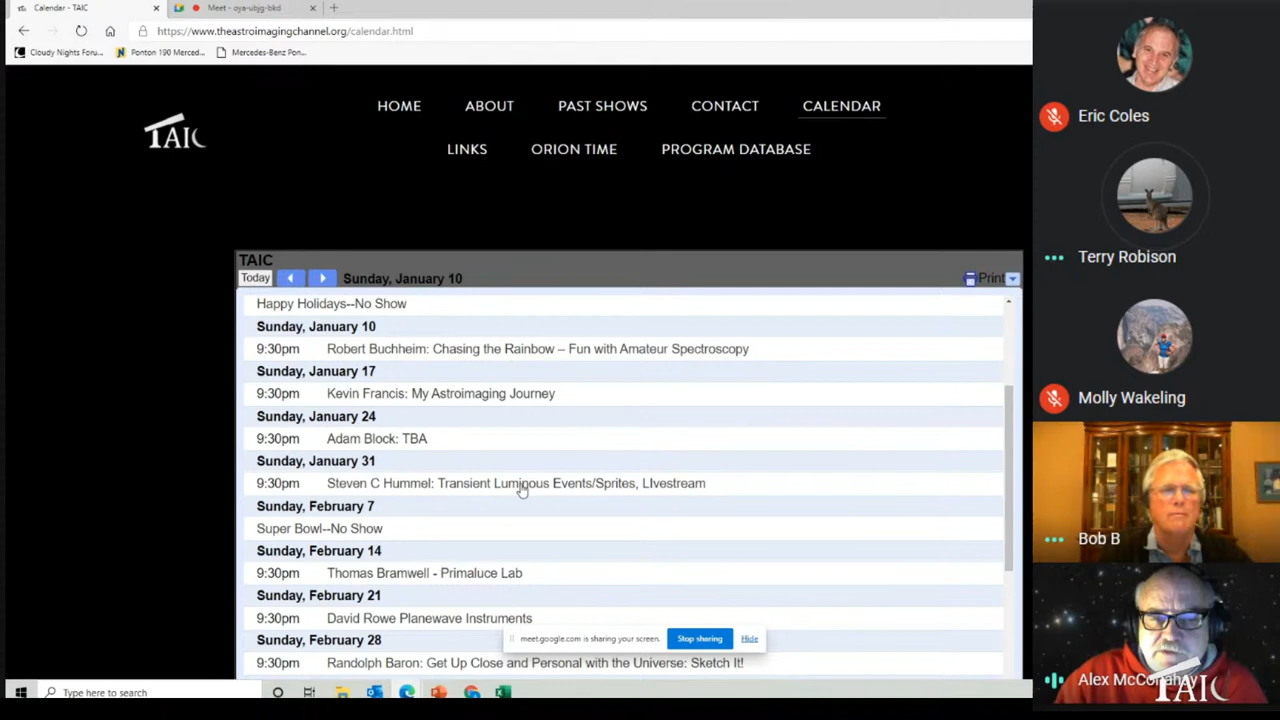 Calendar - TAIC
Meet - oya-ubjg-bkd
https://www.theastroimagingchannel.org/calendar.html
Cloudy Nights Foru...
Ponton 190 Merced...
Mercedes-Benz Pon...
TAIC
HOME ABOUT PAST SHOWS CONTACT CALENDAR
LINKS ORION TIME PROGRAM DATABASE
TAIC
Today Sunday, January 10 Print
Happy Holidays--No Show
Sunday, January 10
9:30pm Robert Buchheim: Chasing the Rainbow – Fun with Amateur Spectroscopy
Sunday, January 17
9:30pm Kevin Francis: My Astroimaging Journey
Sunday, January 24
9:30pm Adam Block: TBA
Sunday, January 31
9:30pm Steven C Hummel: Transient Luminous Events/Sprites, LIvestream
Sunday, February 7
Super Bowl--No Show
Sunday, February 14
9:30pm Thomas Bramwell - Primaluce Lab
Sunday, February 21
9:30pm David Rowe Planewave Instruments
Sunday, February 28
meet.google.com is sharing your screen. Stop sharing Hide
9:30pm Randolph Baron: Get Up Close and Personal with the Universe: Sketch It!
Type here to search
Eric Coles
Terry Robison
Molly Wakeling
Bob B
Alex McConahay
TAIC